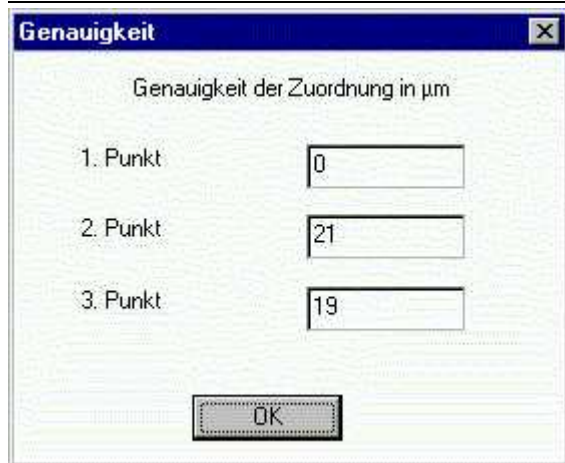 Genauigkeit
Genauigkeit der Zuordnung in µm
1. Punkt 0
2. Punkt 21
3. Punkt 19
OK